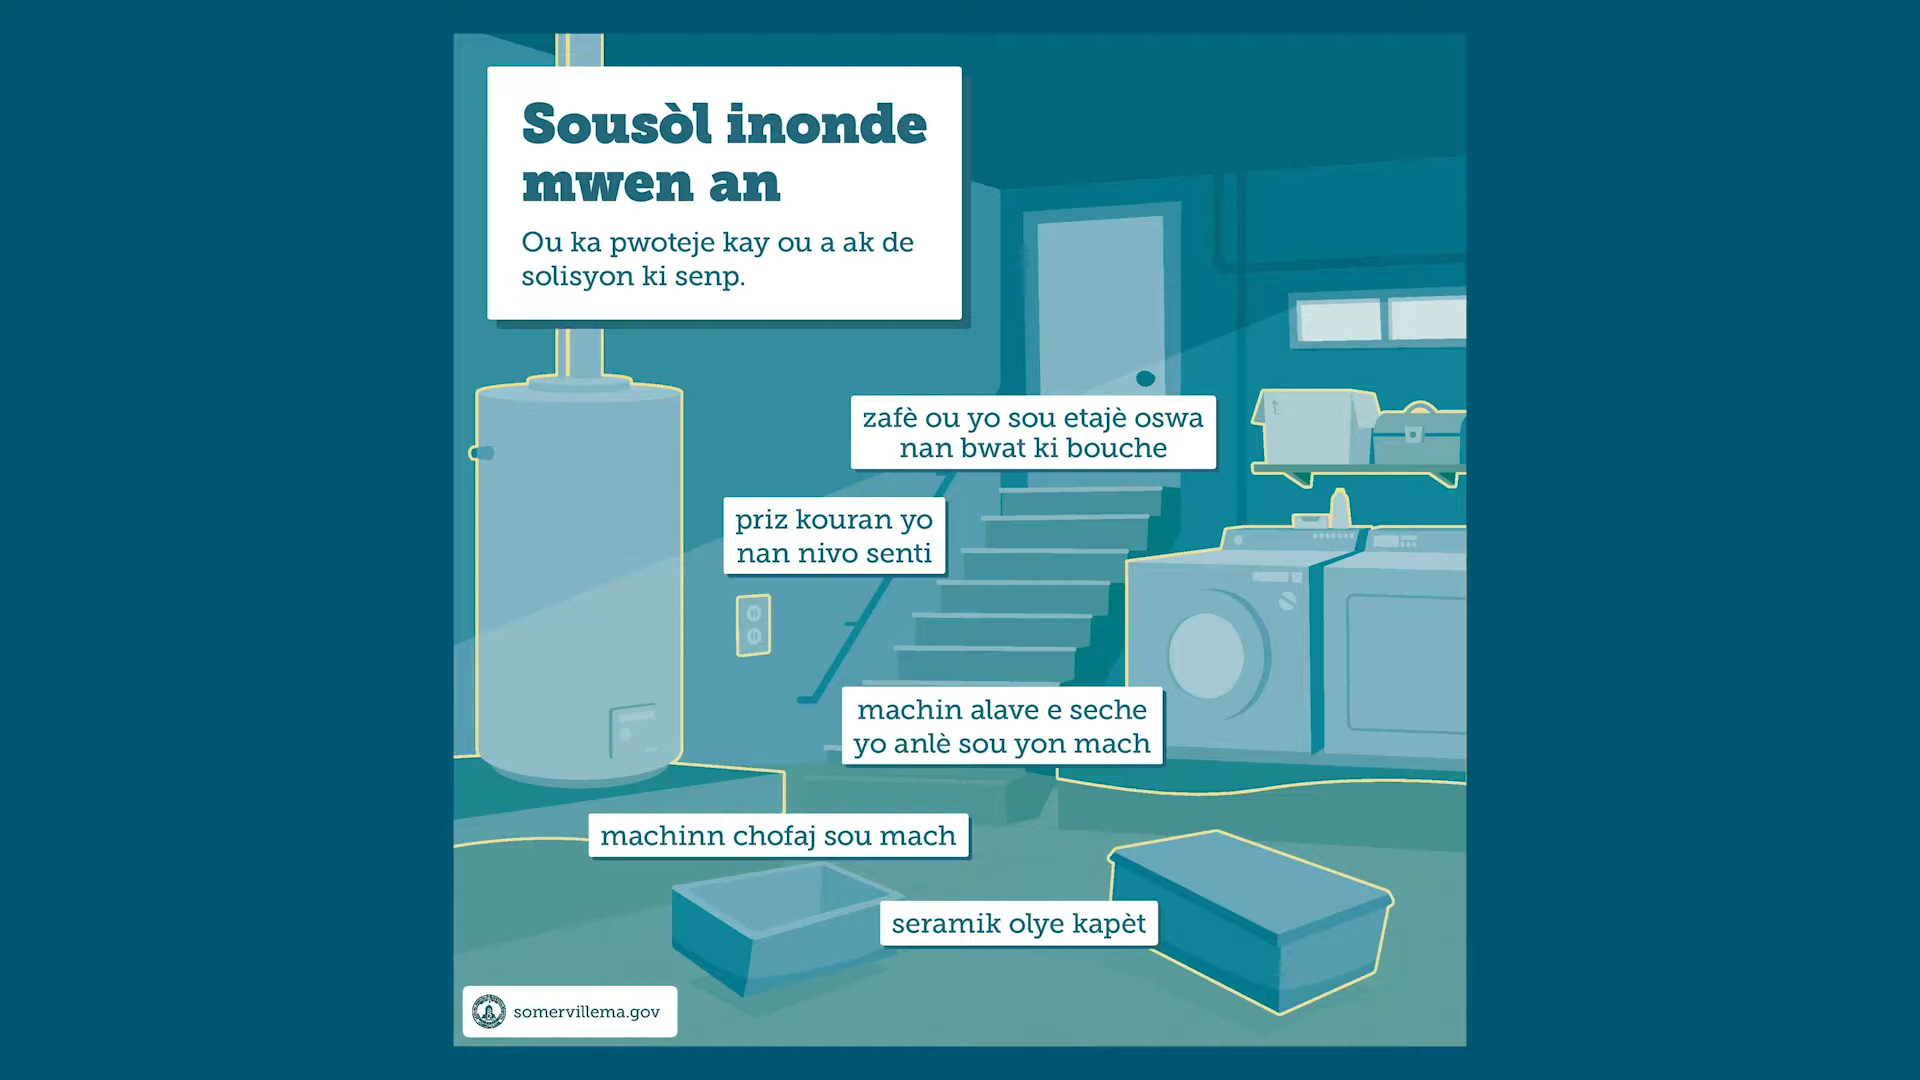 Sousòl inonde
mwen an
Ou ka pwoteje kay ou a ak de
solisyon ki senp.
zafè ou yo sou etajè oswa
nan bwat ki bouche
priz kouran yo
nan nivo senti
machin alave e seche
yo anlè sou yon mach
machinn chofaj sou mach
seramik olye kapèt
somervillema.gov